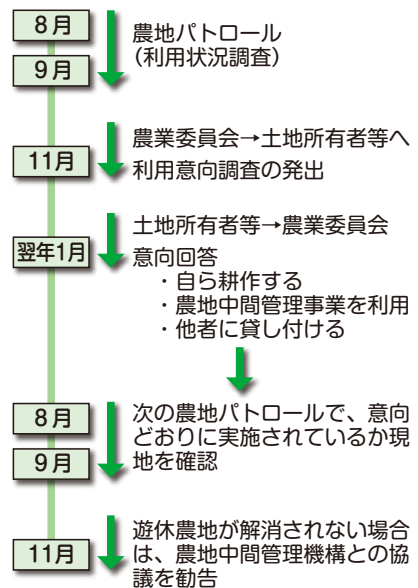 8月
9月
農地パトロール
(利用状況調査)
11月
農業委員会→土地所有者等へ
利用意向調査の発出
翌年1月
土地所有者等→農業委員会
意向回答
・自ら耕作する
・農地中間管理事業を利用
・他者に貸し付ける
8月
9月
次の農地パトロールで、意向
どおりに実施されているか現
地を確認
11月
遊休農地が解消されない場合
は、農地中間管理機構との協
議を勧告